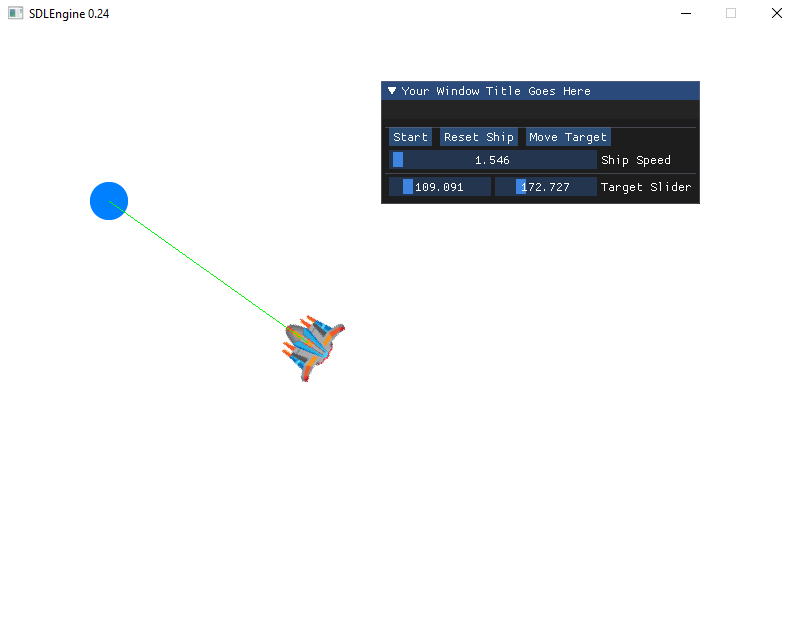 SDLEngine 0.24
Your Window Title Goes Here
Start Reset Ship Move Target
1.546 Ship Speed
109.091 172.727 Target Slider